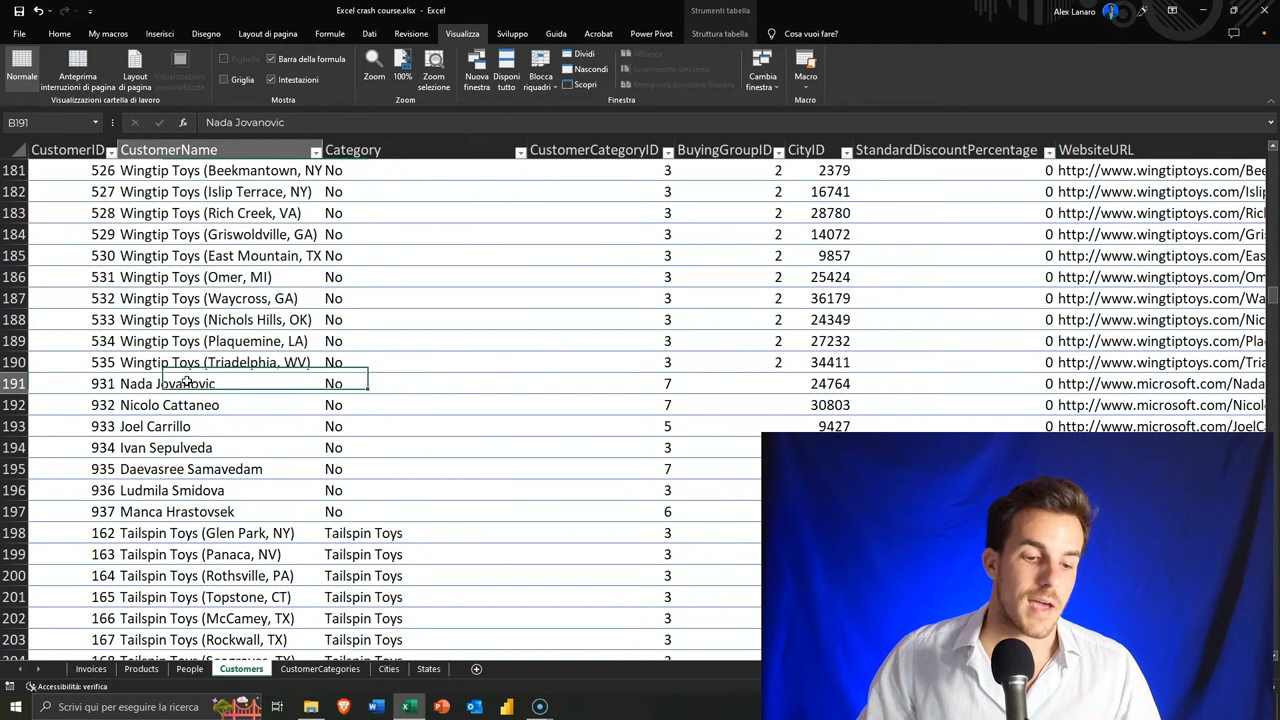 Excel crash course.xlsx - Excel
Strumenti tabella
Alex Lanaro
File Home My macros Inserisci Disegno Layout di pagina Formule Dati Revisione Visualizza Sviluppo Guida Acrobat Power Pivot Struttura tabella Cosa vuoi fare?
Normale
Anteprima interruzioni di pagina
Layout di pagina
Visualizzazioni personalizzate
Visualizzazioni cartella di lavoro
Righello
Barra della formula
Griglia
Intestazioni
Mostra
Zoom
100%
Zoom selezione
Zoom
Nuova finestra
Disponi tutto
Blocca riquadri
Dividi
Nascondi
Scopri
Affianca
Scorrimento sincrono
Reimposta posizione finestra
Finestra
Cambia finestra
Macro
Macro
B191 fx Nada Jovanovic
CustomerID CustomerName Category CustomerCategoryID BuyingGroupID CityID StandardDiscountPercentage WebsiteURL
181 526 Wingtip Toys (Beekmantown, NY No 3 2 2379 0 http://www.wingtiptoys.com/Bee
182 527 Wingtip Toys (Islip Terrace, NY) No 3 2 16741 0 http://www.wingtiptoys.com/Islip
183 528 Wingtip Toys (Rich Creek, VA) No 3 2 28780 0 http://www.wingtiptoys.com/Rich
184 529 Wingtip Toys (Griswoldville, GA) No 3 2 14072 0 http://www.wingtiptoys.com/Gris
185 530 Wingtip Toys (East Mountain, TX No 3 2 9857 0 http://www.wingtiptoys.com/East
186 531 Wingtip Toys (Omer, MI) No 3 2 25424 0 http://www.wingtiptoys.com/Om
187 532 Wingtip Toys (Waycross, GA) No 3 2 36179 0 http://www.wingtiptoys.com/Wa
188 533 Wingtip Toys (Nichols Hills, OK) No 3 2 24349 0 http://www.wingtiptoys.com/Nic
189 534 Wingtip Toys (Plaquemine, LA) No 3 2 27232 0 http://www.wingtiptoys.com/Pla
190 535 Wingtip Toys (Triadelphia, WV) No 3 2 34411 0 http://www.wingtiptoys.com/Tria
191 931 Nada Jovanovic No 7 24764 0 http://www.microsoft.com/Nada
192 932 Nicolo Cattaneo No 7 30803 0 http://www.microsoft.com/Nicol
193 933 Joel Carrillo No 5 9427 0 http://www.microsoft.com/JoelC
194 934 Ivan Sepulveda No 3
195 935 Daevasree Samavedam No 7
196 936 Ludmila Smidova No 3
197 937 Manca Hrastovsek No 6
198 162 Tailspin Toys (Glen Park, NY) Tailspin Toys 3
199 163 Tailspin Toys (Panaca, NV) Tailspin Toys 3
200 164 Tailspin Toys (Rothsville, PA) Tailspin Toys 3
201 165 Tailspin Toys (Topstone, CT) Tailspin Toys 3
202 166 Tailspin Toys (McCamey, TX) Tailspin Toys 3
203 167 Tailspin Toys (Rockwall, TX) Tailspin Toys 3
Invoices Products People Customers CustomerCategories Cities States
Accessibilità: verifica
Scrivi qui per eseguire la ricerca